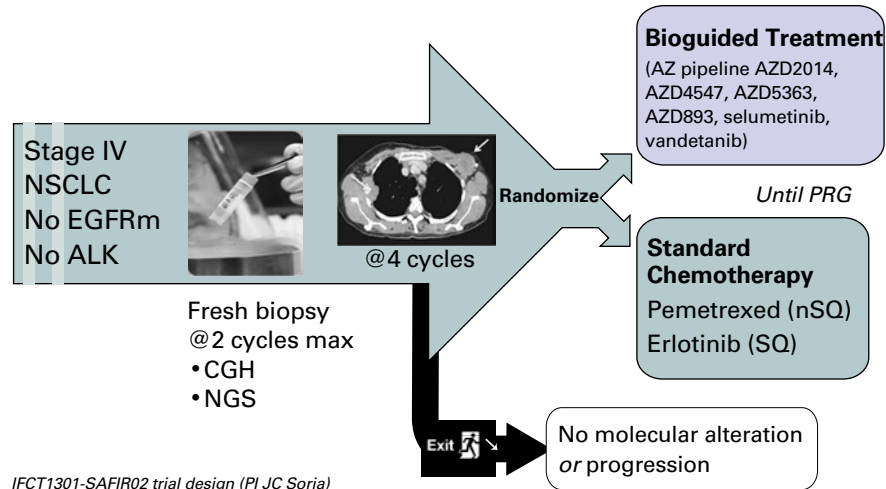 Stage IV
NSCLC
No EGFRm
No ALK
Fresh biopsy
@2 cycles max
•CGH
•NGS
@4 cycles
Randomize
Bioguided Treatment
(AZ pipeline AZD2014,
AZD4547, AZD5363,
AZD893, selumetinib,
vandetanib)
Until PRG
Standard
Chemotherapy
Pemetrexed (nSQ)
Erlotinib (SQ)
Exit
No molecular alteration
or progression
IFCT1301-SAFIR02 trial design (PI JC Soria)